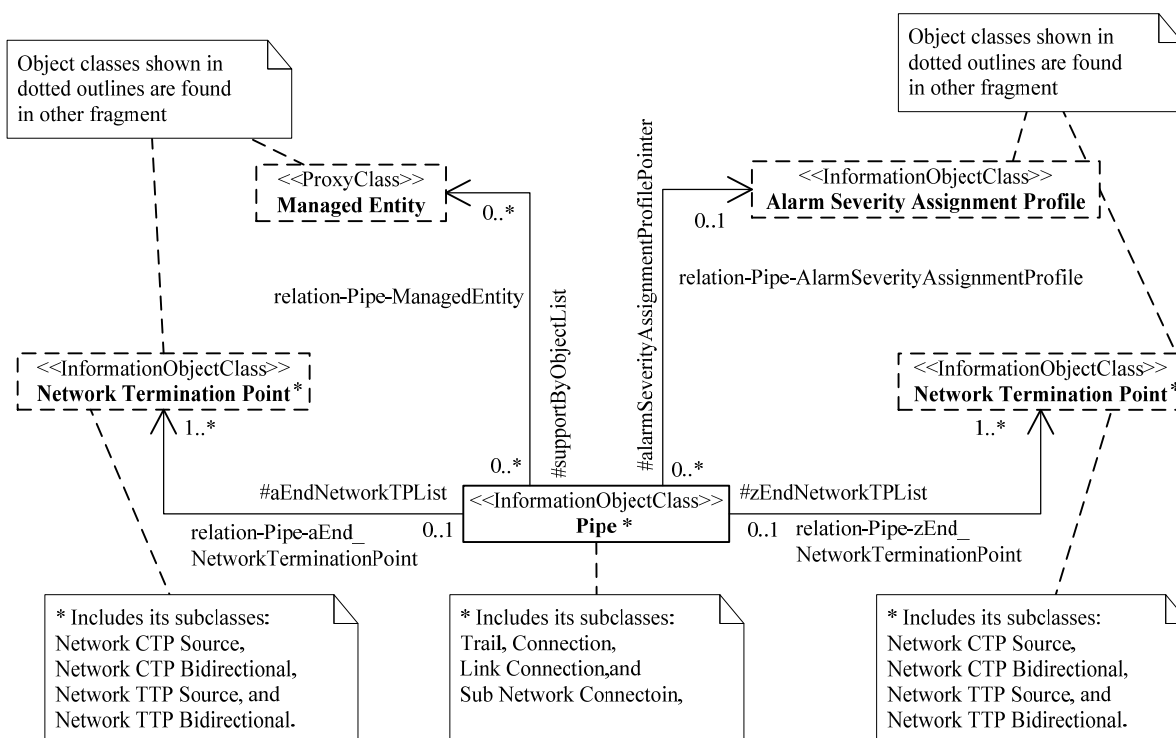 Object classes shown in
dotted outlines are found
in other fragment
Object classes shown in
dotted outlines are found
in other fragment
<<ProxyClass>>
Managed Entity
0..*
relation-Pipe-ManagedEntity
#supportByObjectList
#alarmSeverityAssignmentProfilePointer
<<InformationObjectClass>>
Alarm Severity Assignment Profile
0..1
relation-Pipe-AlarmSeverityAssignmentProfile
<<InformationObjectClass>>
Network Termination Point*
1..*
<<InformationObjectClass>>
Network Termination Point*
1..*
0..*
0..*
#aEndNetworkTPList
relation-Pipe-aEnd_
NetworkTerminationPoint
0..1
<<InformationObjectClass>>
Pipe *
#zEndNetworkTPList
0..1
relation-Pipe-zEnd_
NetworkTerminationPoint
* Includes its subclasses:
Network CTP Source,
Network CTP Bidirectional,
Network TTP Source, and
Network TTP Bidirectional.
* Includes its subclasses:
Trail, Connection,
Link Connection,and
Sub Network Connectoin,
* Includes its subclasses:
Network CTP Source,
Network CTP Bidirectional,
Network TTP Source, and
Network TTP Bidirectional.